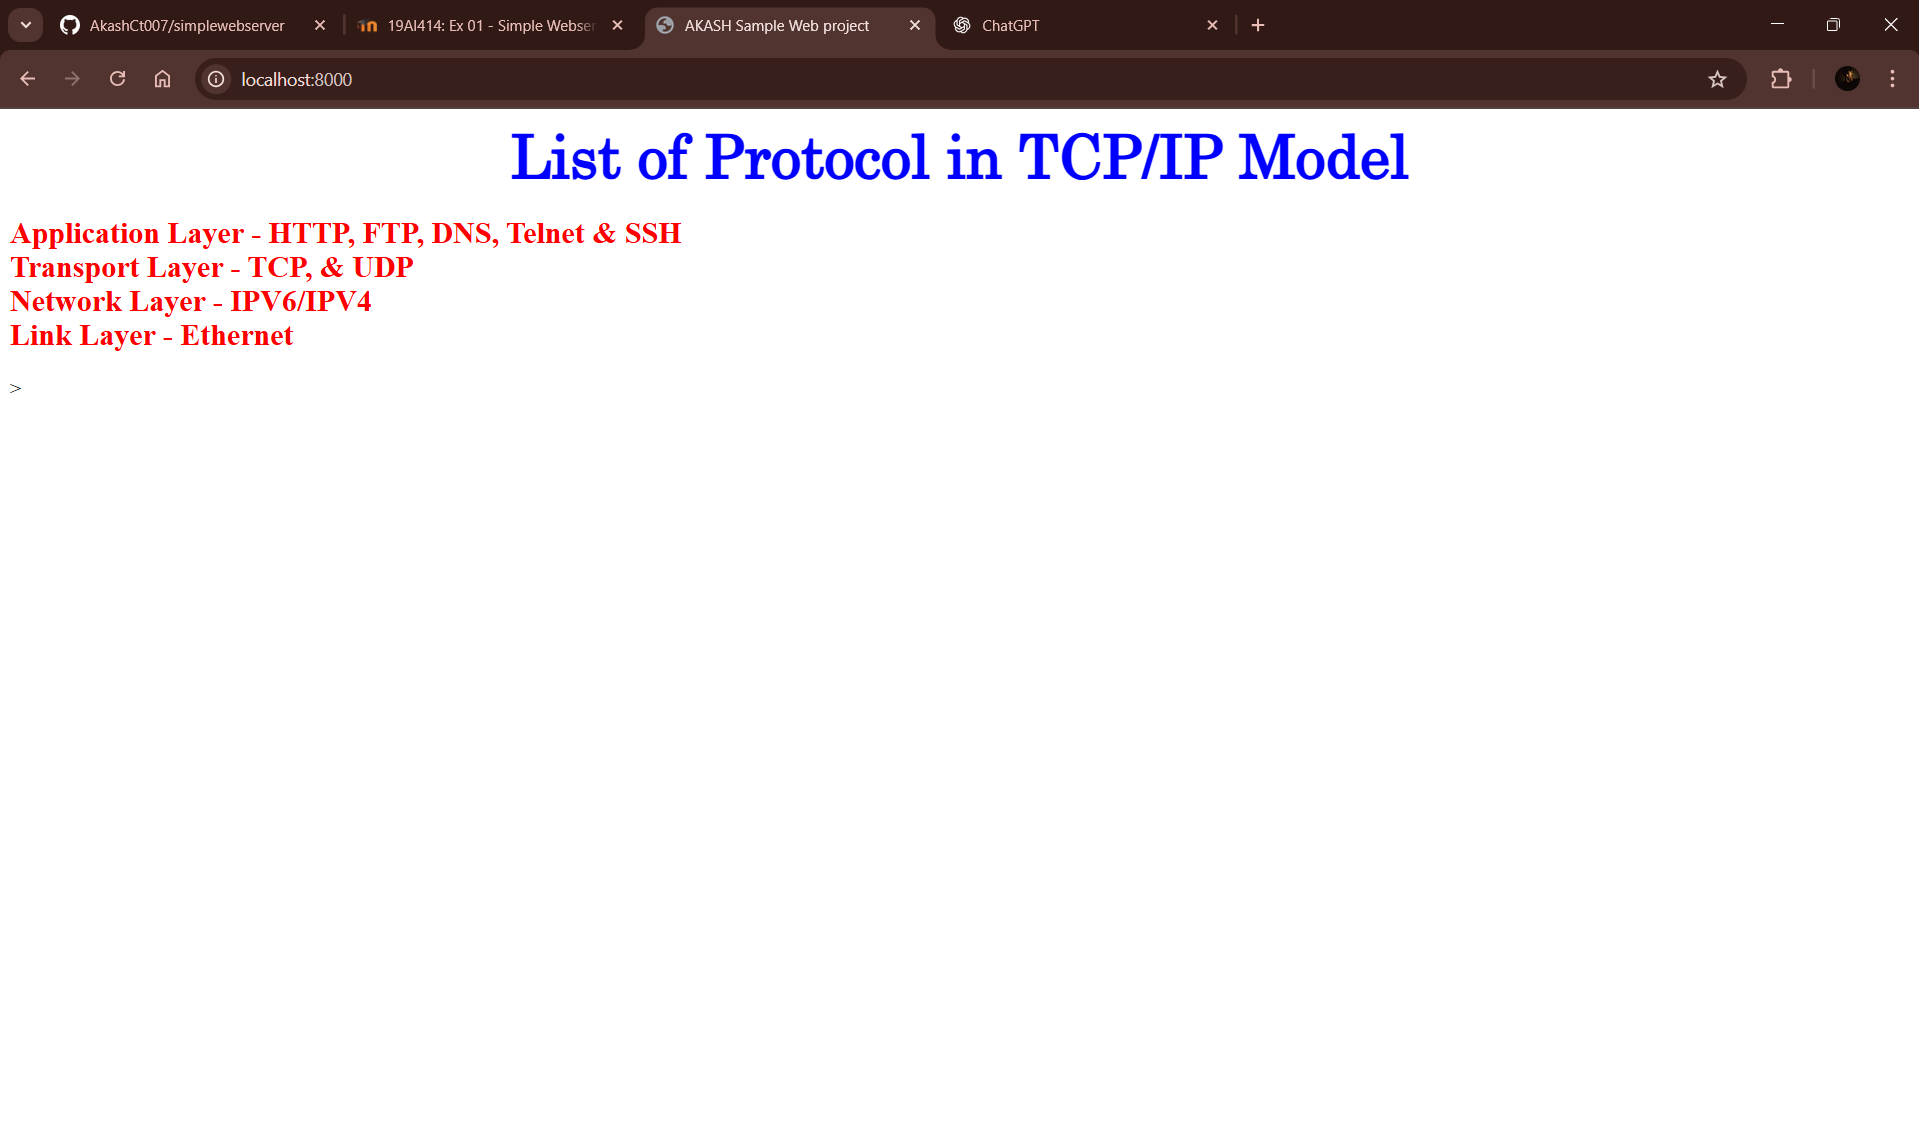 AkashCt007/simplewebserver
19AI414: Ex 01 - Simple Webser
AKASH Sample Web project
ChatGPT
localhost:8000
List of Protocol in TCP/IP Model
Application Layer - HTTP, FTP, DNS, Telnet & SSH
Transport Layer - TCP, & UDP
Network Layer - IPV6/IPV4
Link Layer - Ethernet
>